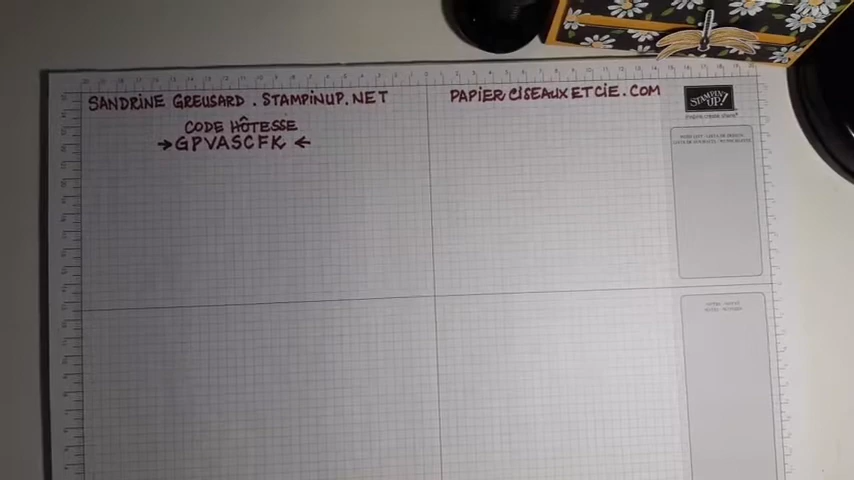 SANDRINE GREUSARD . STAMPINUP.NET
PAPIERCISEAUXETCIE.COM
CODE HÔTESSE
→GPVASCFK←
STAMPIN' UP!